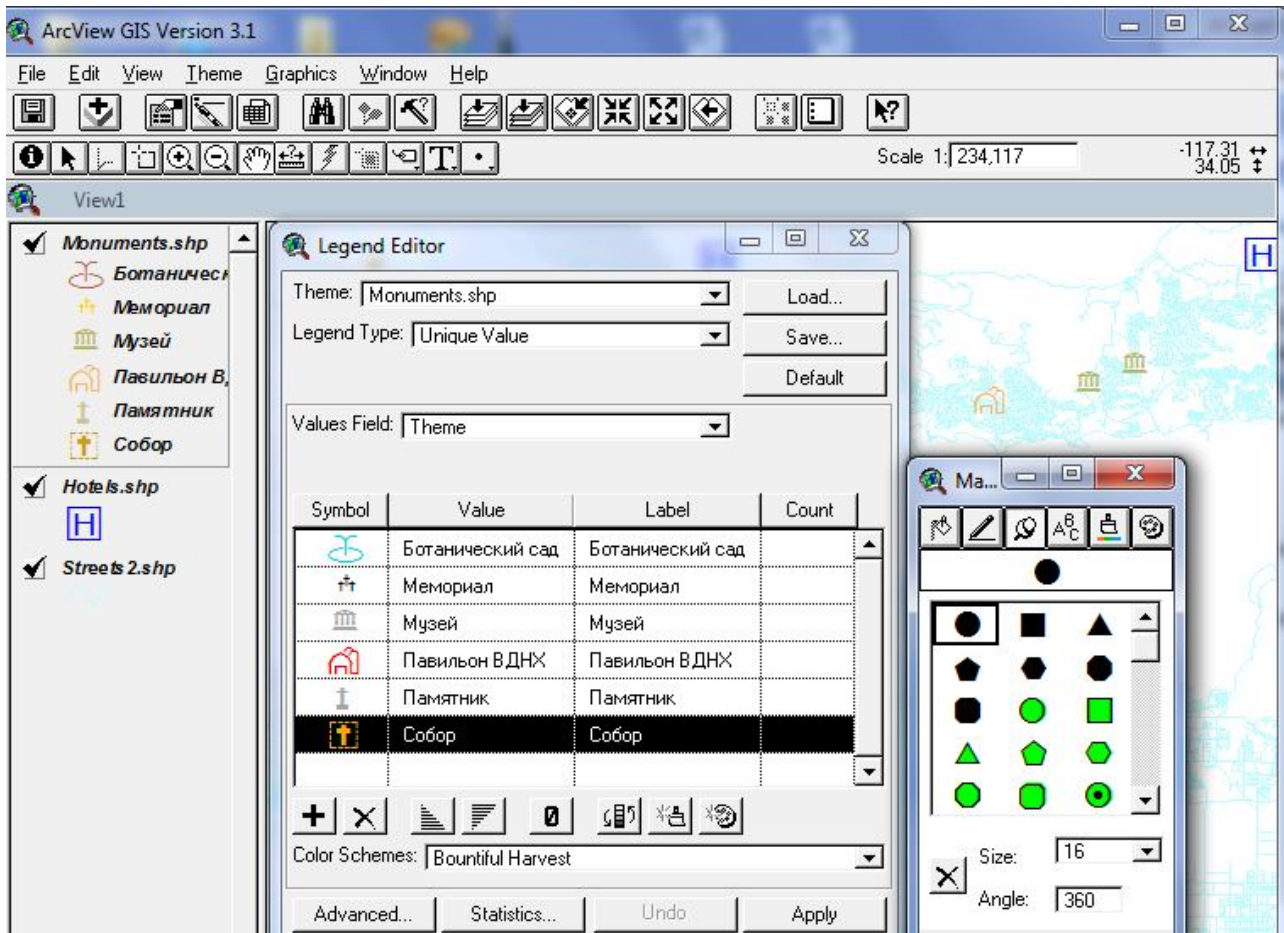 ArcView GIS Version 3.1
File Edit View Theme Graphics Window Help
Scale 1: 234,117
-117.31
34.05
View1
Monuments.shp
Мемориал
Музей
Павильон В,
Памятник
Собор
Hotels.shp
H
Streets2.shp
Legend Editor
Theme: Monuments.shp
Load...
Legend Type: Unique Value
Save...
Default
Values Field: Theme
Symbol Value Label Count
Ботанический сад Ботанический сад
Мемориал Мемориал
Музей Музей
Павильон ВДНХ Павильон ВДНХ
Памятник Памятник
Собор Собор
Color Schemes: Bountiful Harvest
Advanced... Statistics... Undo Apply
H
Ma...
Size: 16
Angle: 360